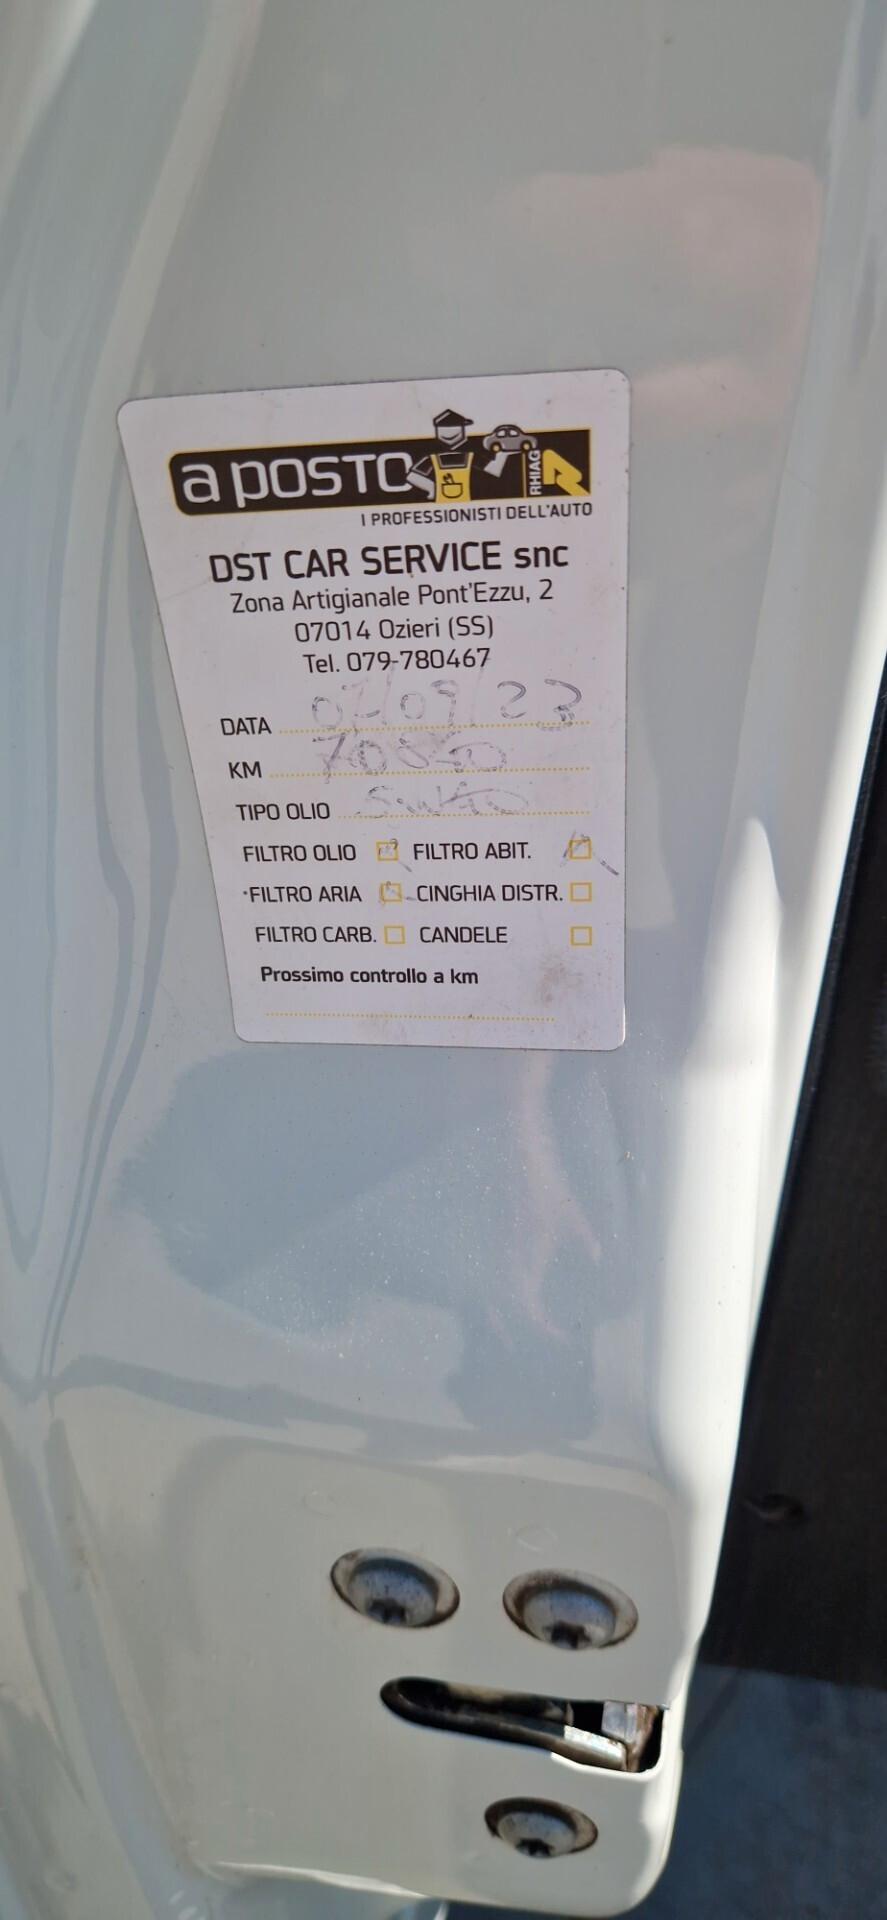 a POSTO
RHIAG
I PROFESSIONISTI DELL'AUTO
DST CAR SERVICE snc
Zona Artigianale Pont'Ezzu, 2
07014 Ozieri (SS)
Tel. 079-780467
DATA 07/09/23
KM
TIPO OLIO 5W40
FILTRO OLIO FILTRO ABIT.
FILTRO ARIA CINGHIA DISTR.
FILTRO CARB. CANDELE
Prossimo controllo a km